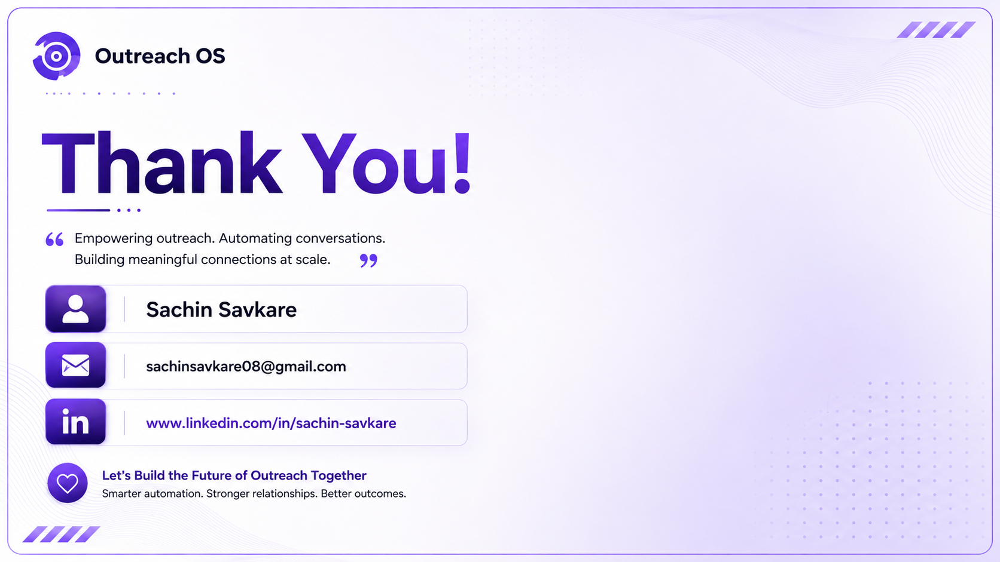 Outreach OS
Thank You!
“ Empowering outreach. Automating conversations.
Building meaningful connections at scale. ”
Sachin Savkare
sachinsavkare08@gmail.com
in
www.linkedin.com/in/sachin-savkare
Let’s Build the Future of Outreach Together
Smarter automation. Stronger relationships. Better outcomes.